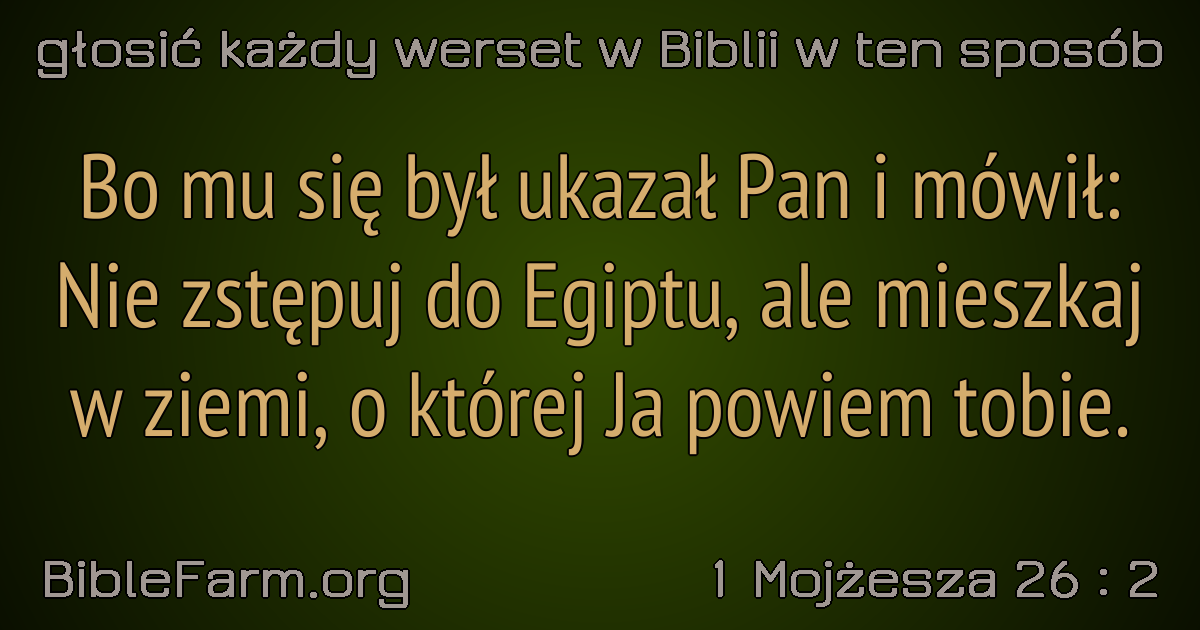 głosić każdy werset w Biblii w ten sposób
Bo mu się był ukazał Pan i mówił:
Nie zstępuj do Egiptu, ale mieszkaj
w ziemi, o której Ja powiem tobie.
BibleFarm.org
1 Mojżesza 26 : 2